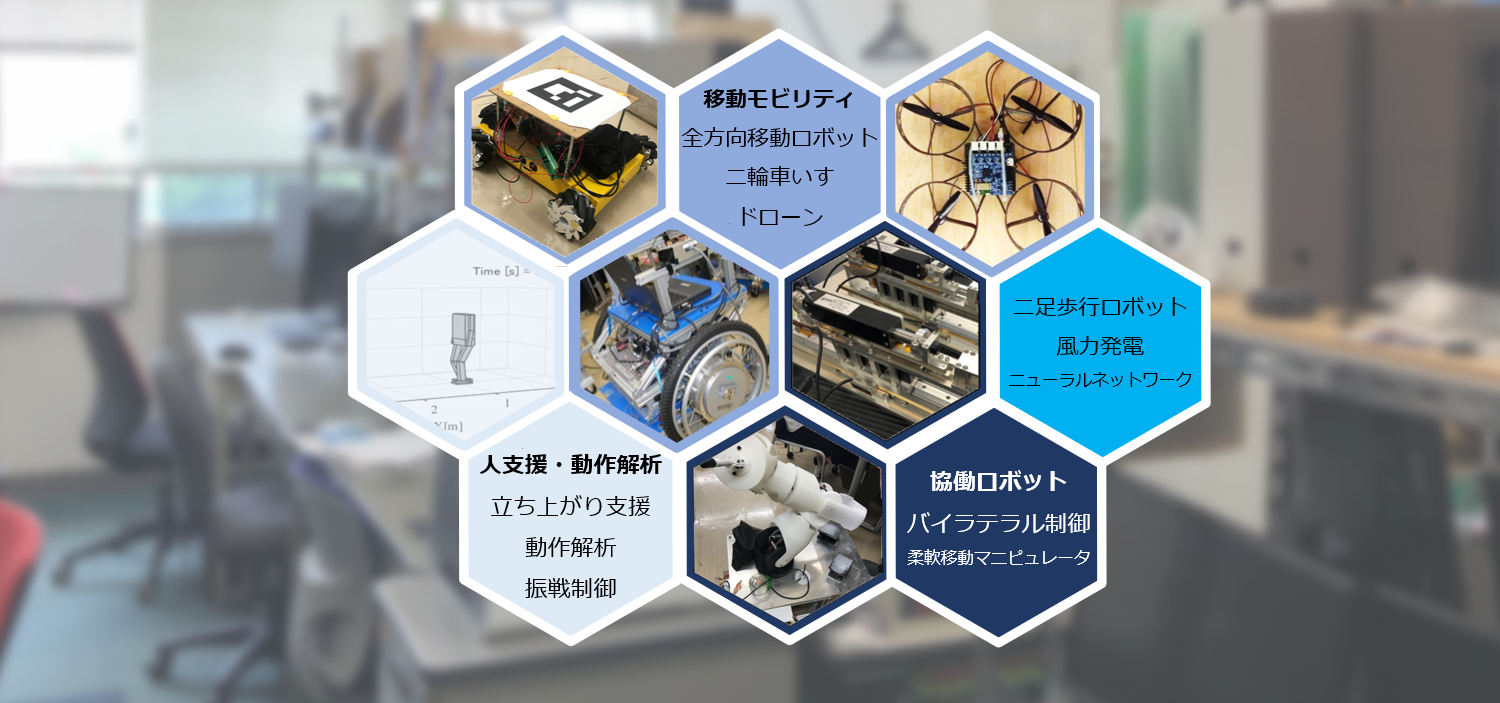 移動モビリティ
全方向移動ロボット
二輪車いす
ドローン
Time [s] =
2
1
X[m]
二足歩行ロボット
風力発電
ニューラルネットワーク
人支援・動作解析
立ち上がり支援
動作解析
振戦制御
協働ロボット
バイラテラル制御
柔軟移動マニピュレータ